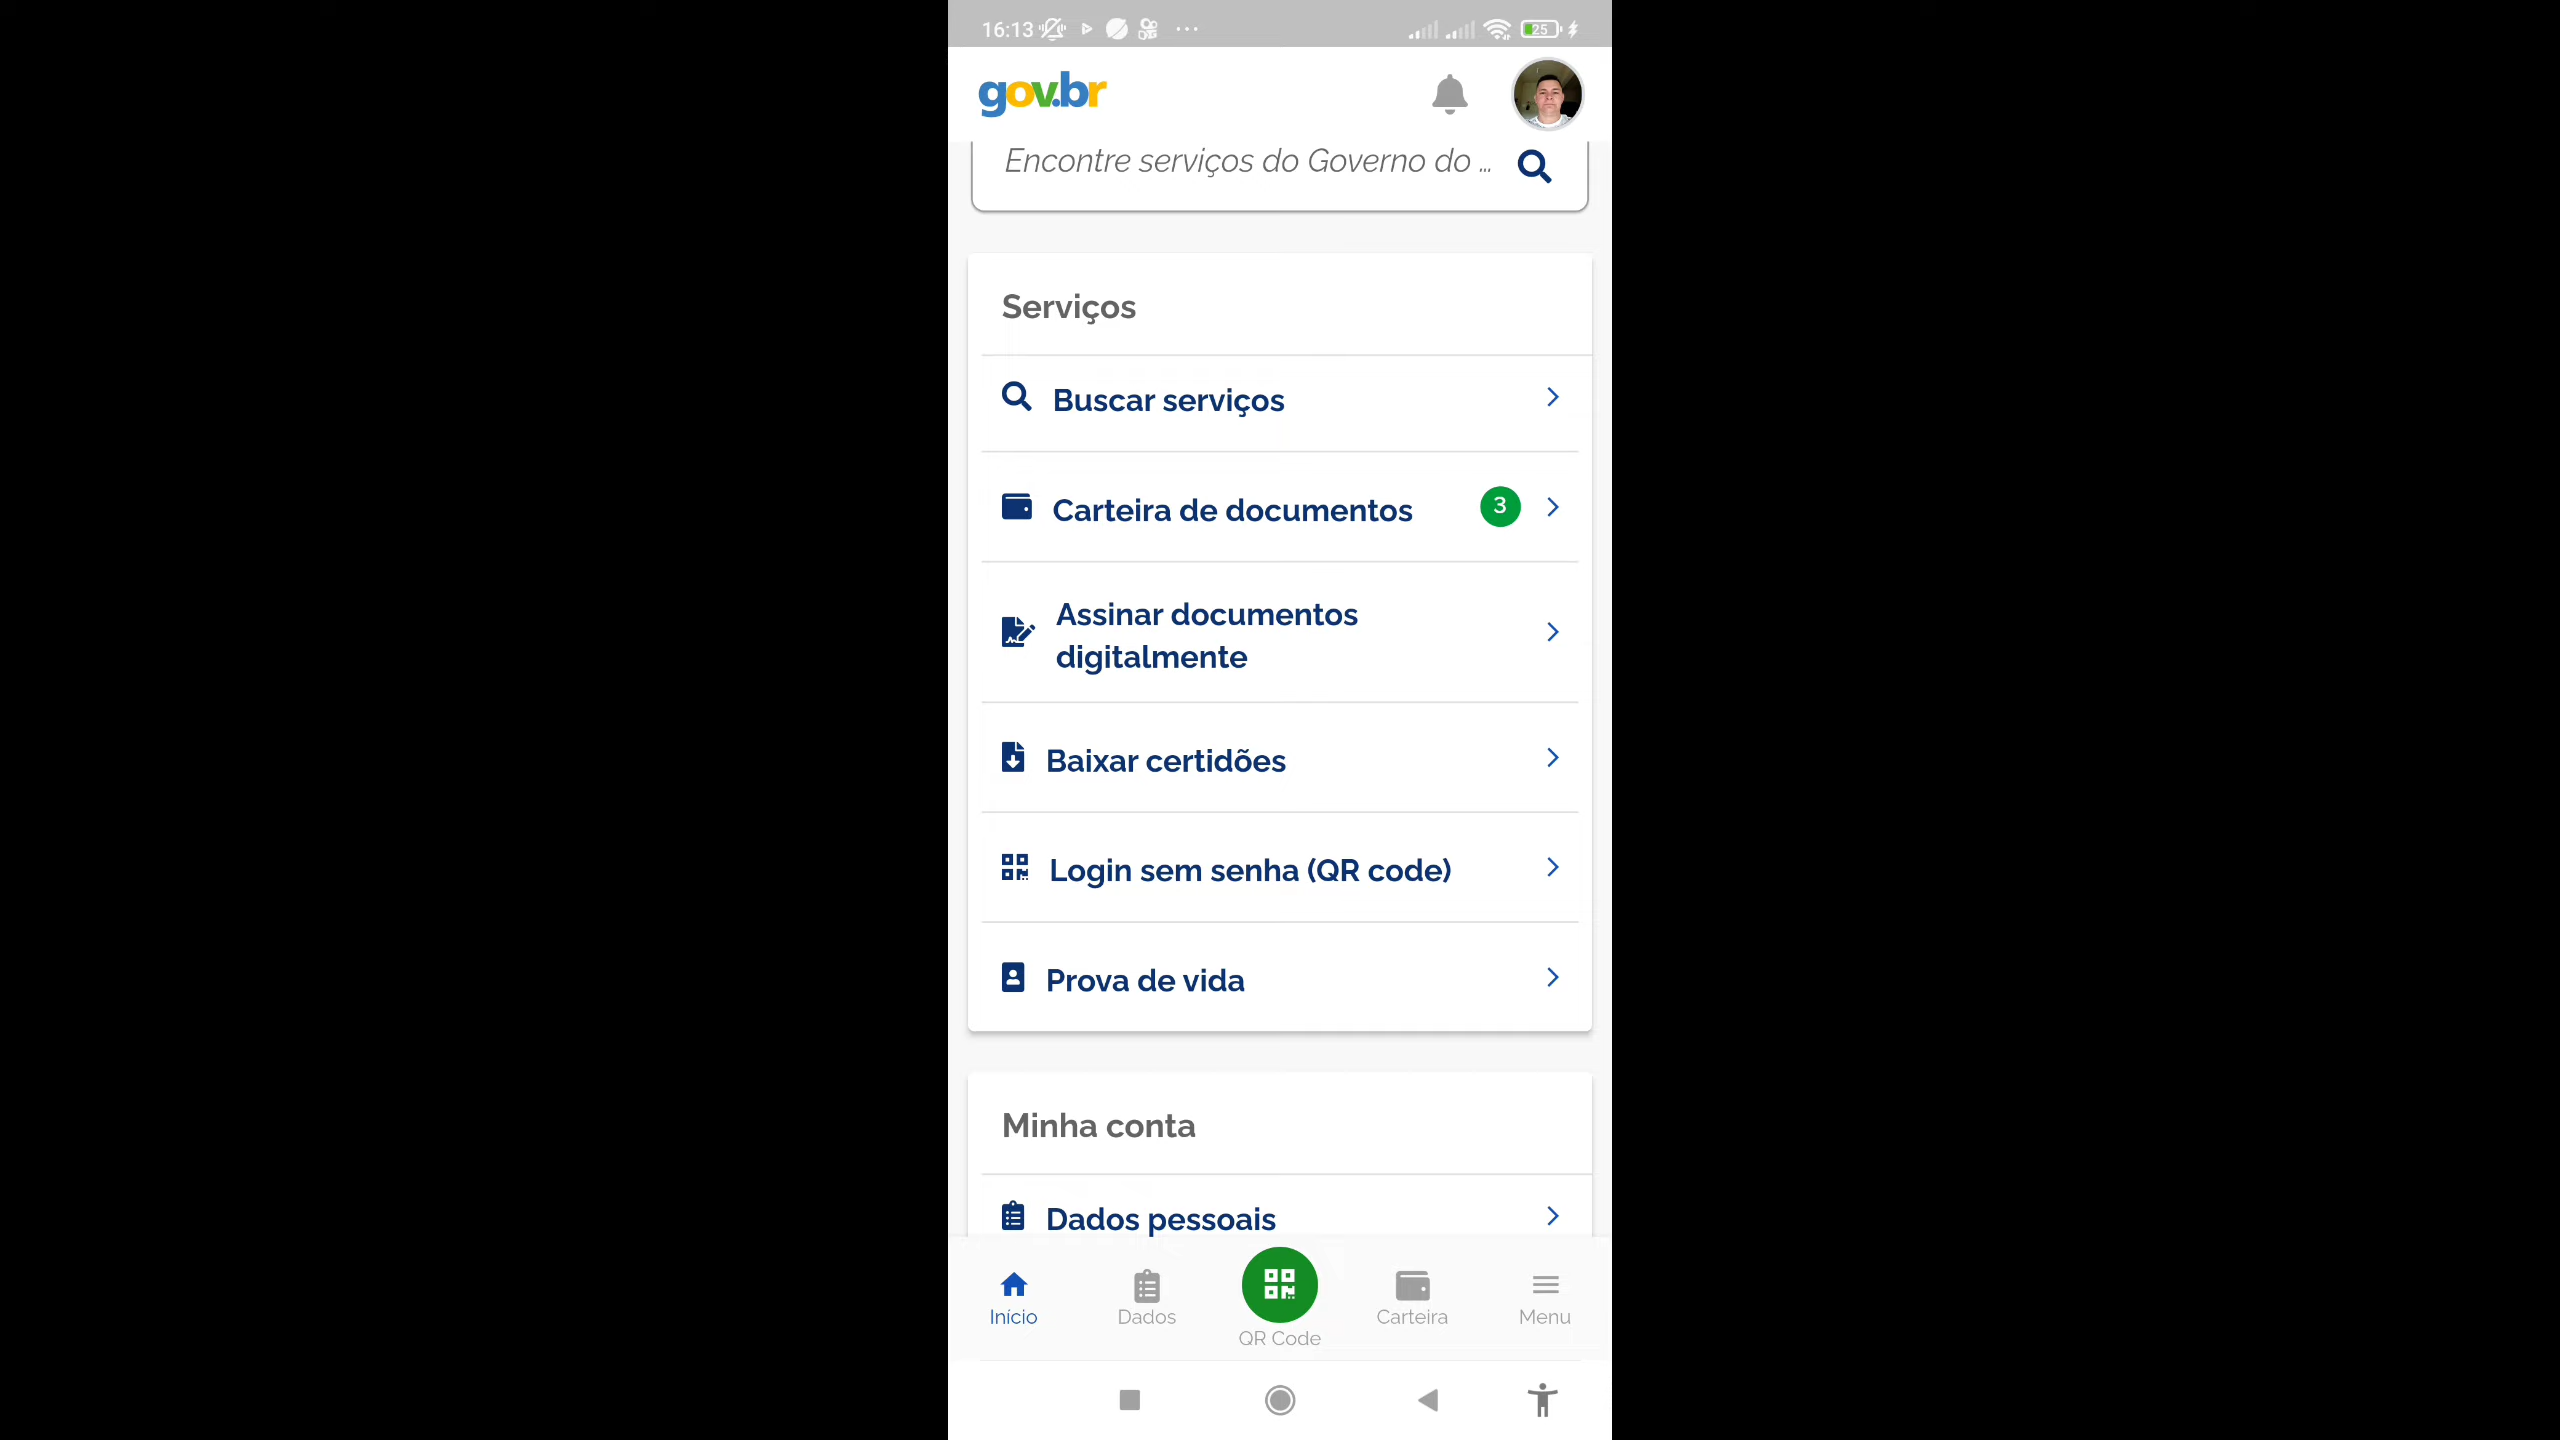 16:13
25
gov.br
Encontre serviços do Governo do ...
Serviços
Buscar serviços
Carteira de documentos
3
Assinar documentos
digitalmente
Baixar certidões
Login sem senha (QR code)
Prova de vida
Minha conta
Dados pessoais
Início
Dados
QR Code
Carteira
Menu